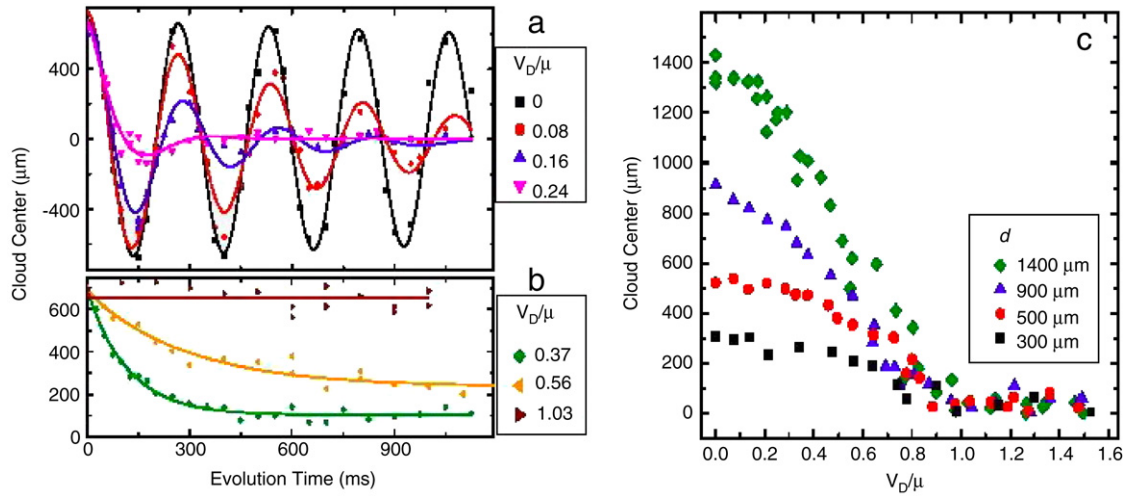 a
400
0
-400
V_D/μ
0
0.08
0.16
0.24
Cloud Center (μm)
b
600
400
200
0
V_D/μ
0.37
0.56
1.03
0 300 600 900
Evolution Time (ms)
c
1400
1200
1000
800
600
400
200
0
Cloud Center (μm)
d
1400 μm
900 μm
500 μm
300 μm
0.0 0.2 0.4 0.6 0.8 1.0 1.2 1.4 1.6
V_D/μ